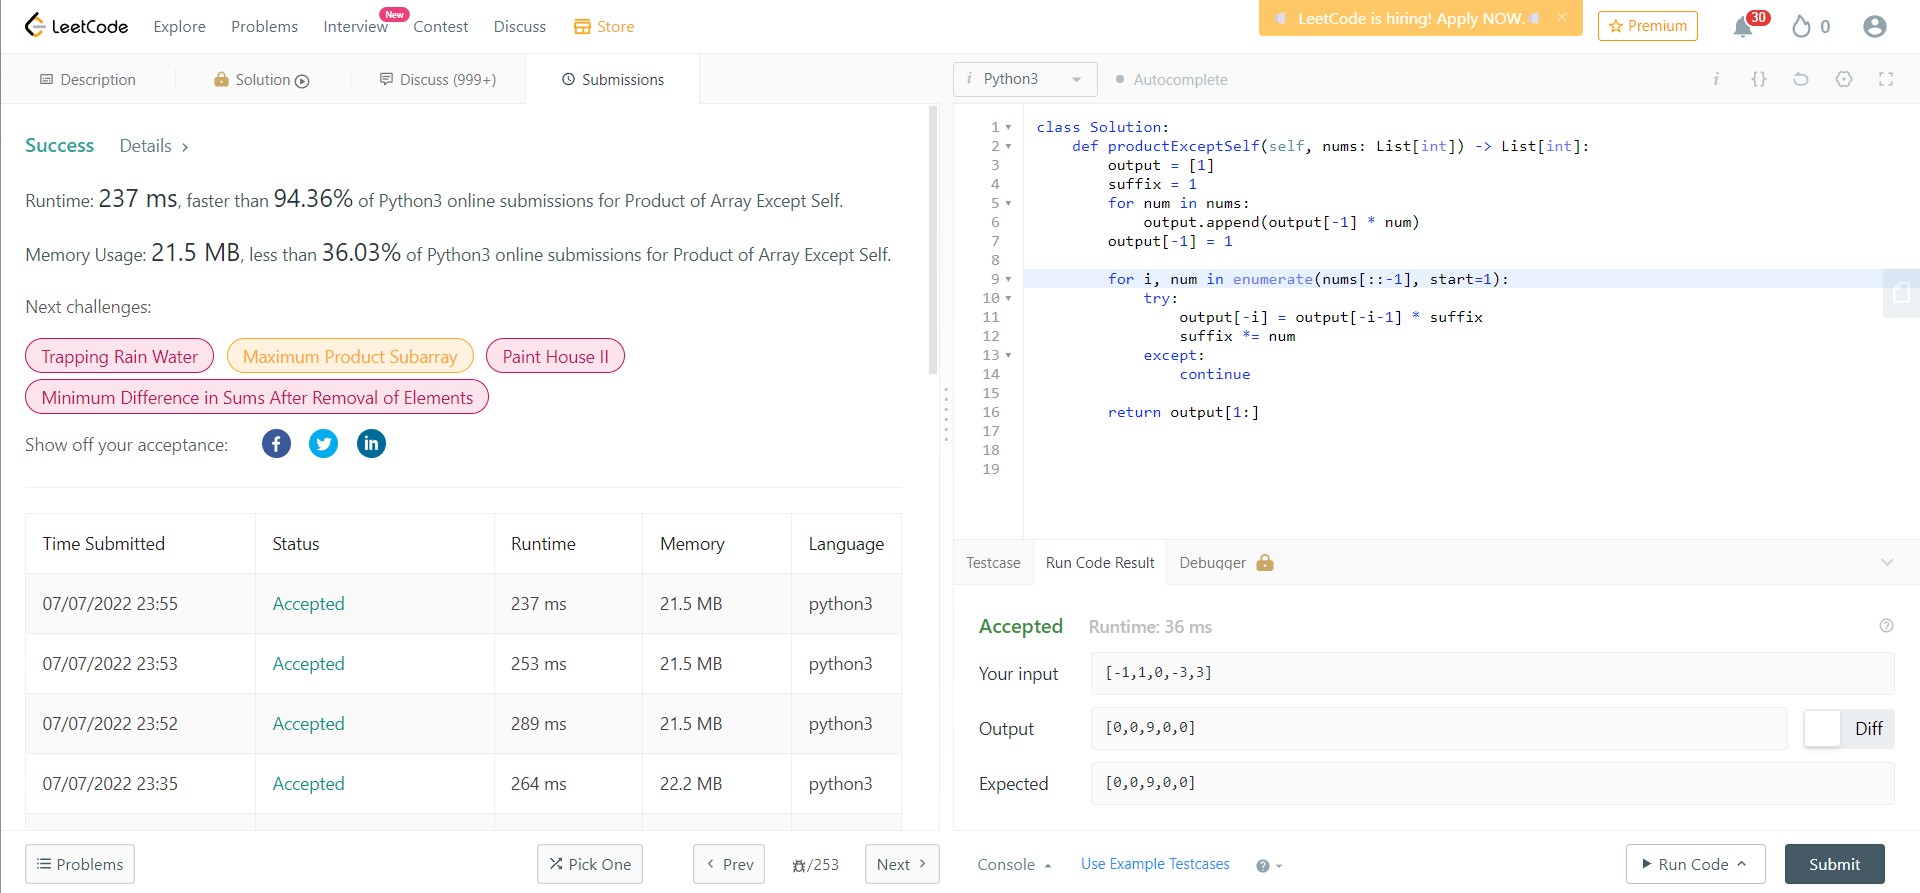 LeetCode Explore Problems Interview New Contest Discuss Store LeetCode is hiring! Apply NOW. Premium 30 0
Description Solution Discuss (999+) Submissions
i Python3 Autocomplete i {}
Success Details >
Runtime: 237 ms, faster than 94.36% of Python3 online submissions for Product of Array Except Self.
Memory Usage: 21.5 MB, less than 36.03% of Python3 online submissions for Product of Array Except Self.
Next challenges:
Trapping Rain Water Maximum Product Subarray Paint House II
Minimum Difference in Sums After Removal of Elements
Show off your acceptance:
Time Submitted Status Runtime Memory Language
07/07/2022 23:55 Accepted 237 ms 21.5 MB python3
07/07/2022 23:53 Accepted 253 ms 21.5 MB python3
07/07/2022 23:52 Accepted 289 ms 21.5 MB python3
07/07/2022 23:35 Accepted 264 ms 22.2 MB python3
Problems Pick One < Prev /253 Next >
1 class Solution:
2 def productExceptSelf(self, nums: List[int]) -> List[int]:
3 output = [1]
4 suffix = 1
5 for num in nums:
6 output.append(output[-1] * num)
7 output[-1] = 1
8
9 for i, num in enumerate(nums[::-1], start=1):
10 try:
11 output[-i] = output[-i-1] * suffix
12 suffix *= num
13 except:
14 continue
15
16 return output[1:]
17
18
19
Testcase Run Code Result Debugger
Accepted Runtime: 36 ms
Your input [-1,1,0,-3,3]
Output [0,0,9,0,0] Diff
Expected [0,0,9,0,0]
Console Use Example Testcases Run Code Submit